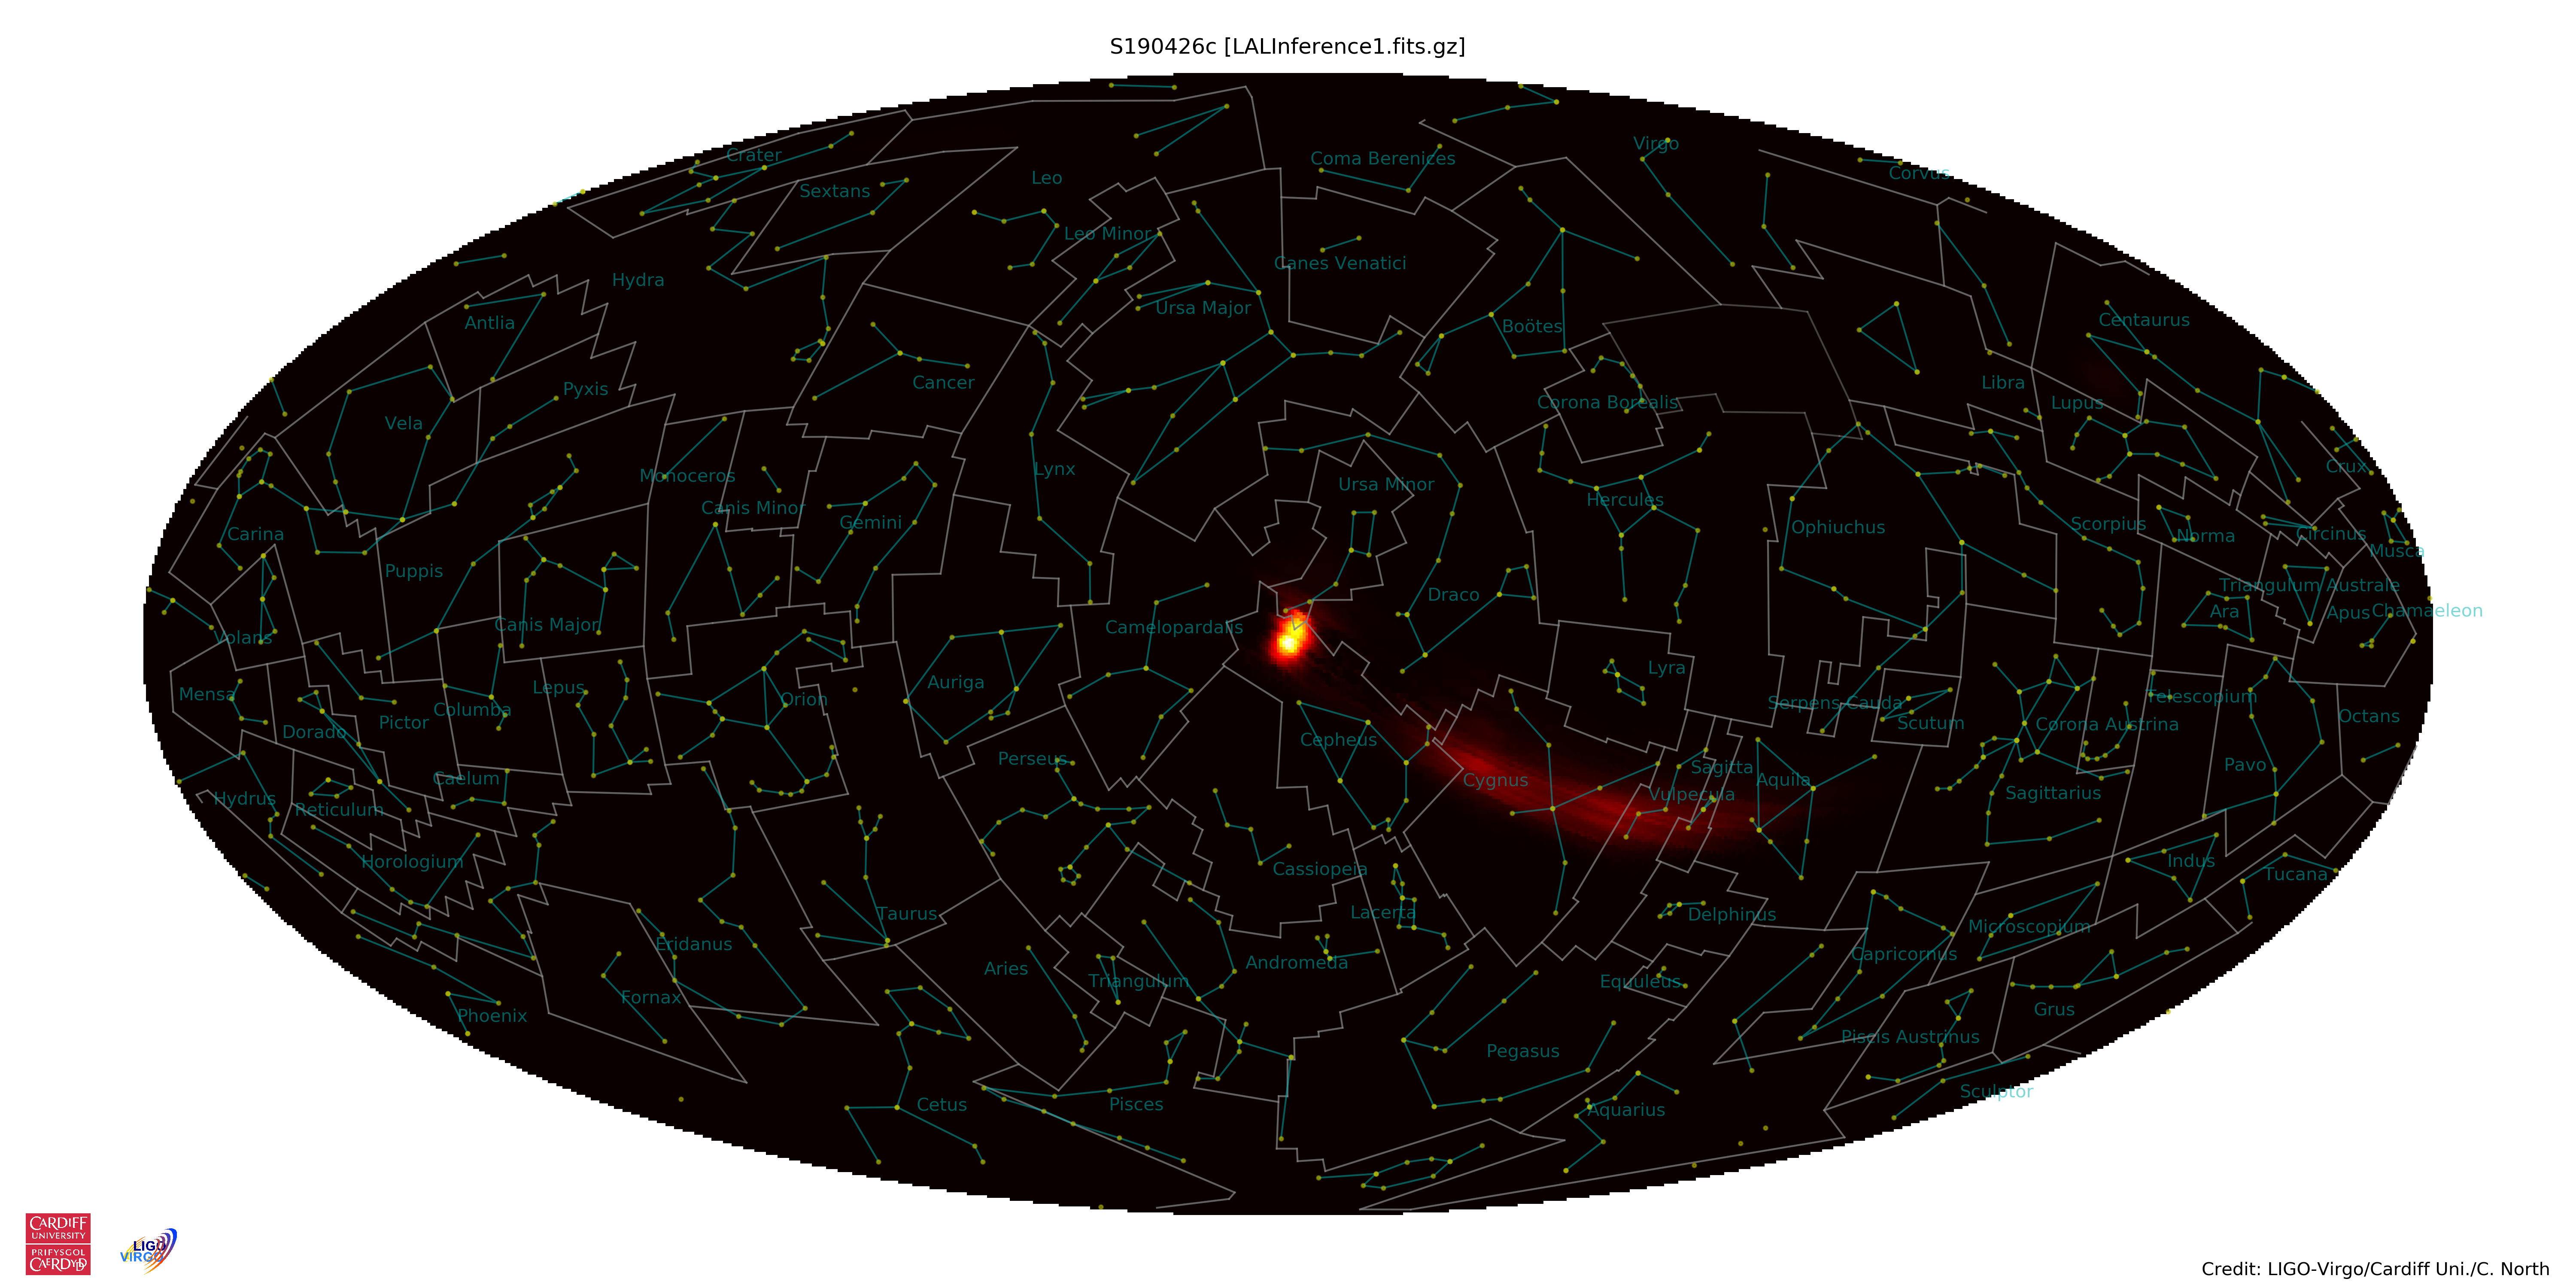 S190426c [LALInference1.fits.gz]
Crater
Sextans
Leo
Coma Berenices
Virgo
Corvus
Leo Minor
Canes Venatici
Hydra
Ursa Major
Antlia
Boötes
Centaurus
Pyxis
Cancer
Corona Borealis
Libra
Lupus
Vela
Monoceros
Lynx
Ursa Minor
Hercules
Crux
Canis Minor
Gemini
Ophiuchus
Scorpius
Norma
Circinus
Musca
Carina
Puppis
Draco
Triangulum Australe
Ara
Apus
Chamaeleon
Volans
Canis Major
Camelopardalis
Lyra
Mensa
Lepus
Orion
Auriga
Serpens Cauda
Scutum
Telescopium
Corona Austrina
Octans
Dorado
Pictor
Columba
Perseus
Cepheus
Cygnus
Sagitta
Aquila
Vulpecula
Pavo
Sagittarius
Hydrus
Reticulum
Caelum
Horologium
Cassiopeia
Indus
Tucana
Taurus
Lacerta
Delphinus
Microscopium
Eridanus
Aries
Triangulum
Andromeda
Equuleus
Capricornus
Fornax
Phoenix
Grus
Pegasus
Piscis Austrinus
Sculptor
Cetus
Pisces
Aquarius
CARDIFF
UNIVERSITY
PRIFYSGOL
CAERDYDD
LIGO
VIRGO
Credit: LIGO-Virgo/Cardiff Uni./C. North